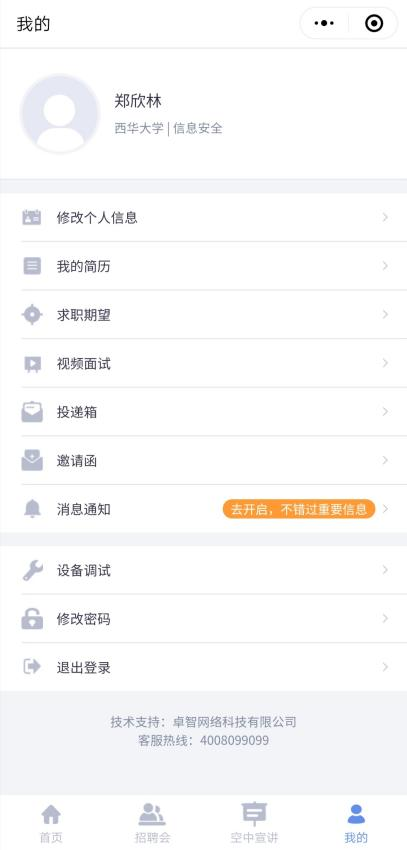 我的
郑欣林
西华大学 | 信息安全
修改个人信息
我的简历
求职期望
视频面试
投递箱
邀请函
消息通知 去开启，不错过重要信息
设备调试
修改密码
退出登录
技术支持：卓智网络科技有限公司
客服热线：4008099099
首页 招聘会 空中宣讲 我的